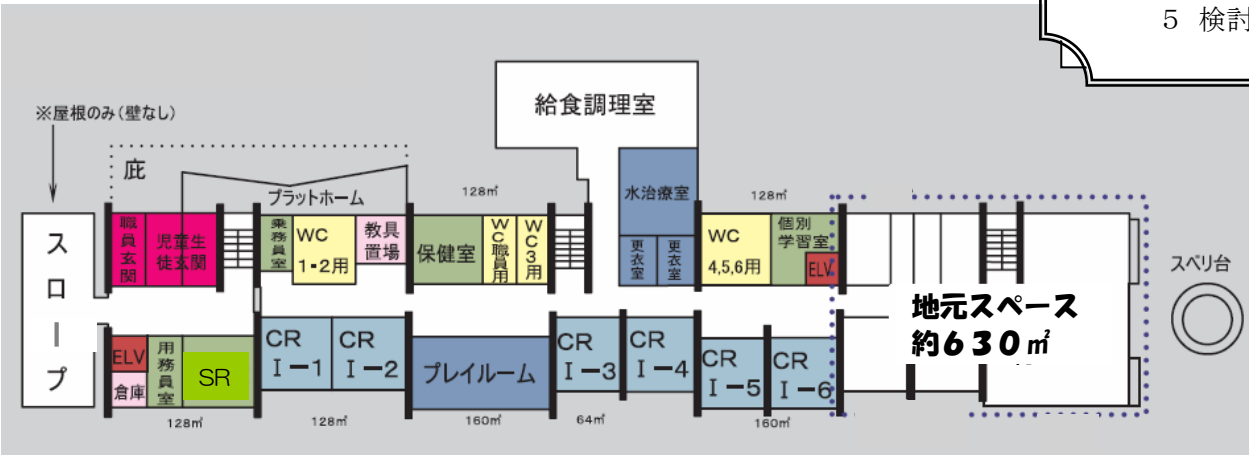 5 検討
※屋根のみ(壁なし)
給食調理室
庇
プラットホーム
128㎡
水治療室
128㎡
スロープ
職員玄関
児童生徒玄関
乗務員室
WC
1-2用
教具置場
保健室
WC職員用
WC3用
更衣室
更衣室
WC
4,5,6用
個別学習室
ELV
スベリ台
地元スペース
約630㎡
ELV
倉庫
用務員室
SR
CR
Ⅰ-1
CR
Ⅰ-2
プレイルーム
CR
Ⅰ-3
CR
Ⅰ-4
CR
Ⅰ-5
CR
Ⅰ-6
128㎡
128㎡
160㎡
64㎡
160㎡